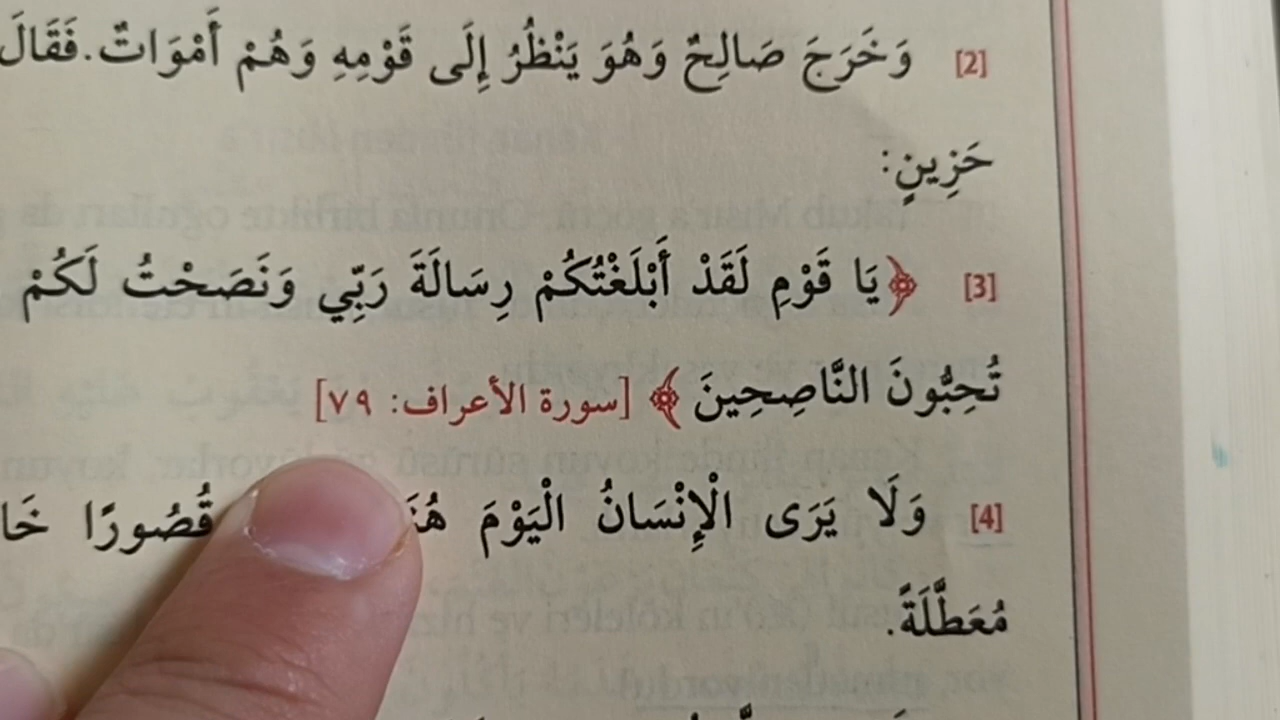 [2] وَخَرَجَ صَالِحٌ وَهُوَ يَنْظُرُ إِلَى قَوْمِهِ وَهُمْ أَمْوَاتٌ. فَقَالَ
حَزِينٍ:
[3] ﴿يَا قَوْمِ لَقَدْ أَبْلَغْتُكُمْ رِسَالَةَ رَبِّي وَنَصَحْتُ لَكُمْ
تُحِبُّونَ النَّاصِحِينَ﴾ [سورة الأعراف: ٧٩]
[4] وَلَا يَرَى الْإِنْسَانُ الْيَوْمَ قُصُورًا
مُعَطَّلَةً.